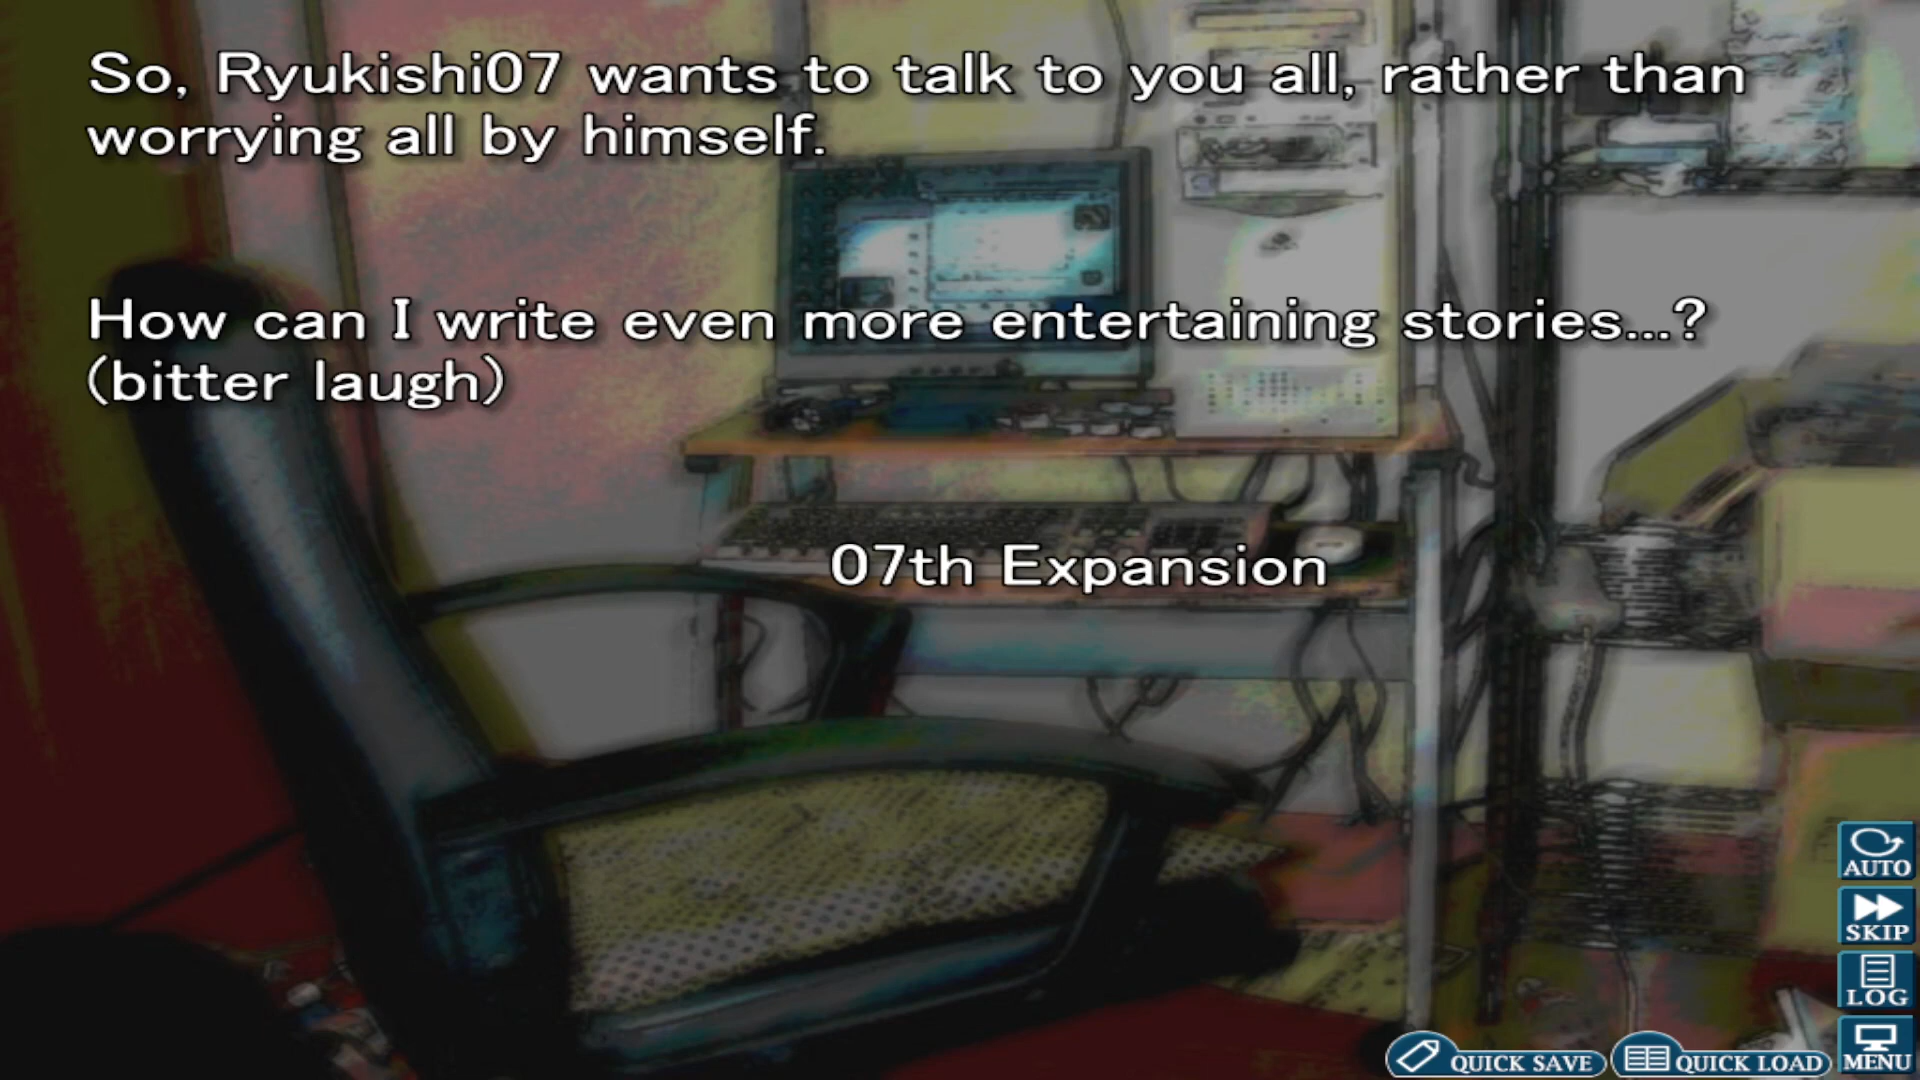 So, Ryukishi07 wants to talk to you all, rather than
worrying all by himself.
How can I write even more entertaining stories...?
(bitter laugh)
07th Expansion
AUTO
SKIP
LOG
MENU
QUICK SAVE
QUICK LOAD